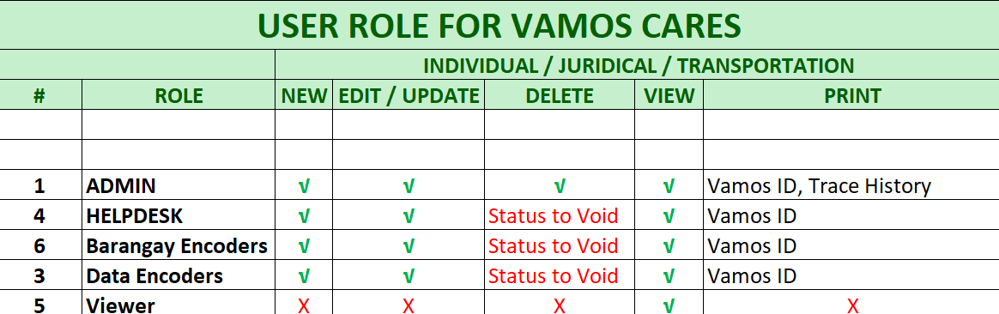 USER ROLE FOR VAMOS CARES
INDIVIDUAL / JURIDICAL / TRANSPORTATION
# ROLE NEW EDIT / UPDATE DELETE VIEW PRINT
1 ADMIN √ √ √ √ Vamos ID, Trace History
4 HELPDESK √ √ Status to Void √ Vamos ID
6 Barangay Encoders √ √ Status to Void √ Vamos ID
3 Data Encoders √ √ Status to Void √ Vamos ID
5 Viewer X X X √ X